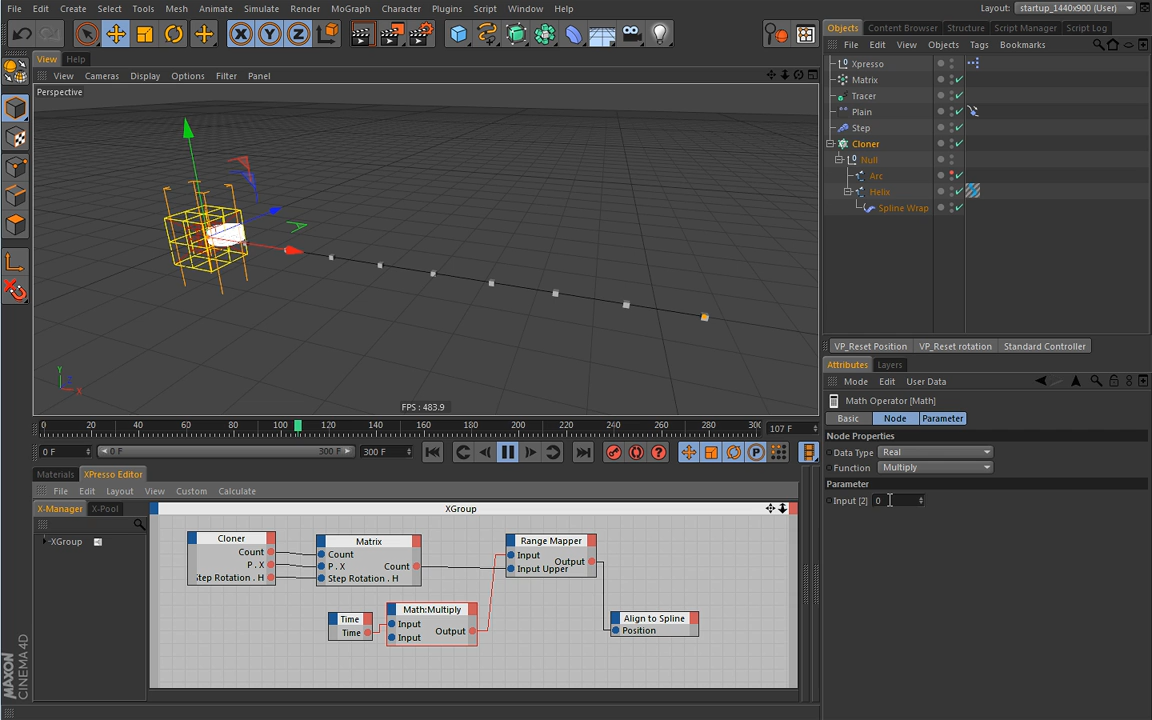 File Edit Create Select Tools Mesh Animate Simulate Render MoGraph Character Plugins Script Window Help
Layout: startup_1440x900 (User)
Objects Content Browser Structure Script Manager Script Log
File Edit View Objects Tags Bookmarks
View Help
View Cameras Display Options Filter Panel
Perspective
FPS : 483.9
Xpresso
Matrix
Tracer
Plain
Step
Cloner
Null
Arc
Helix
Spline Wrap
VP_Reset Position VP_Reset rotation Standard Controller
Attributes Layers
Mode Edit User Data
Math Operator [Math]
Basic Node Parameter
Node Properties
Data Type Real
Function Multiply
Parameter
Input [2] 0
0 20 40 60 80 100 120 140 160 180 200 220 240 260 280 30 107 F
0 F 0 F 300 F 300 F
Materials XPresso Editor
File Edit Layout View Custom Calculate
X-Manager X-Pool
XGroup
XGroup
Cloner
Count
P . X
Step Rotation . H
Matrix
Count
P . X Count
Step Rotation . H
Range Mapper
Input
Output
Input Upper
Time
Time
Math:Multiply
Input
Output
Input
Align to Spline
Position
MAXON
CINEMA 4D